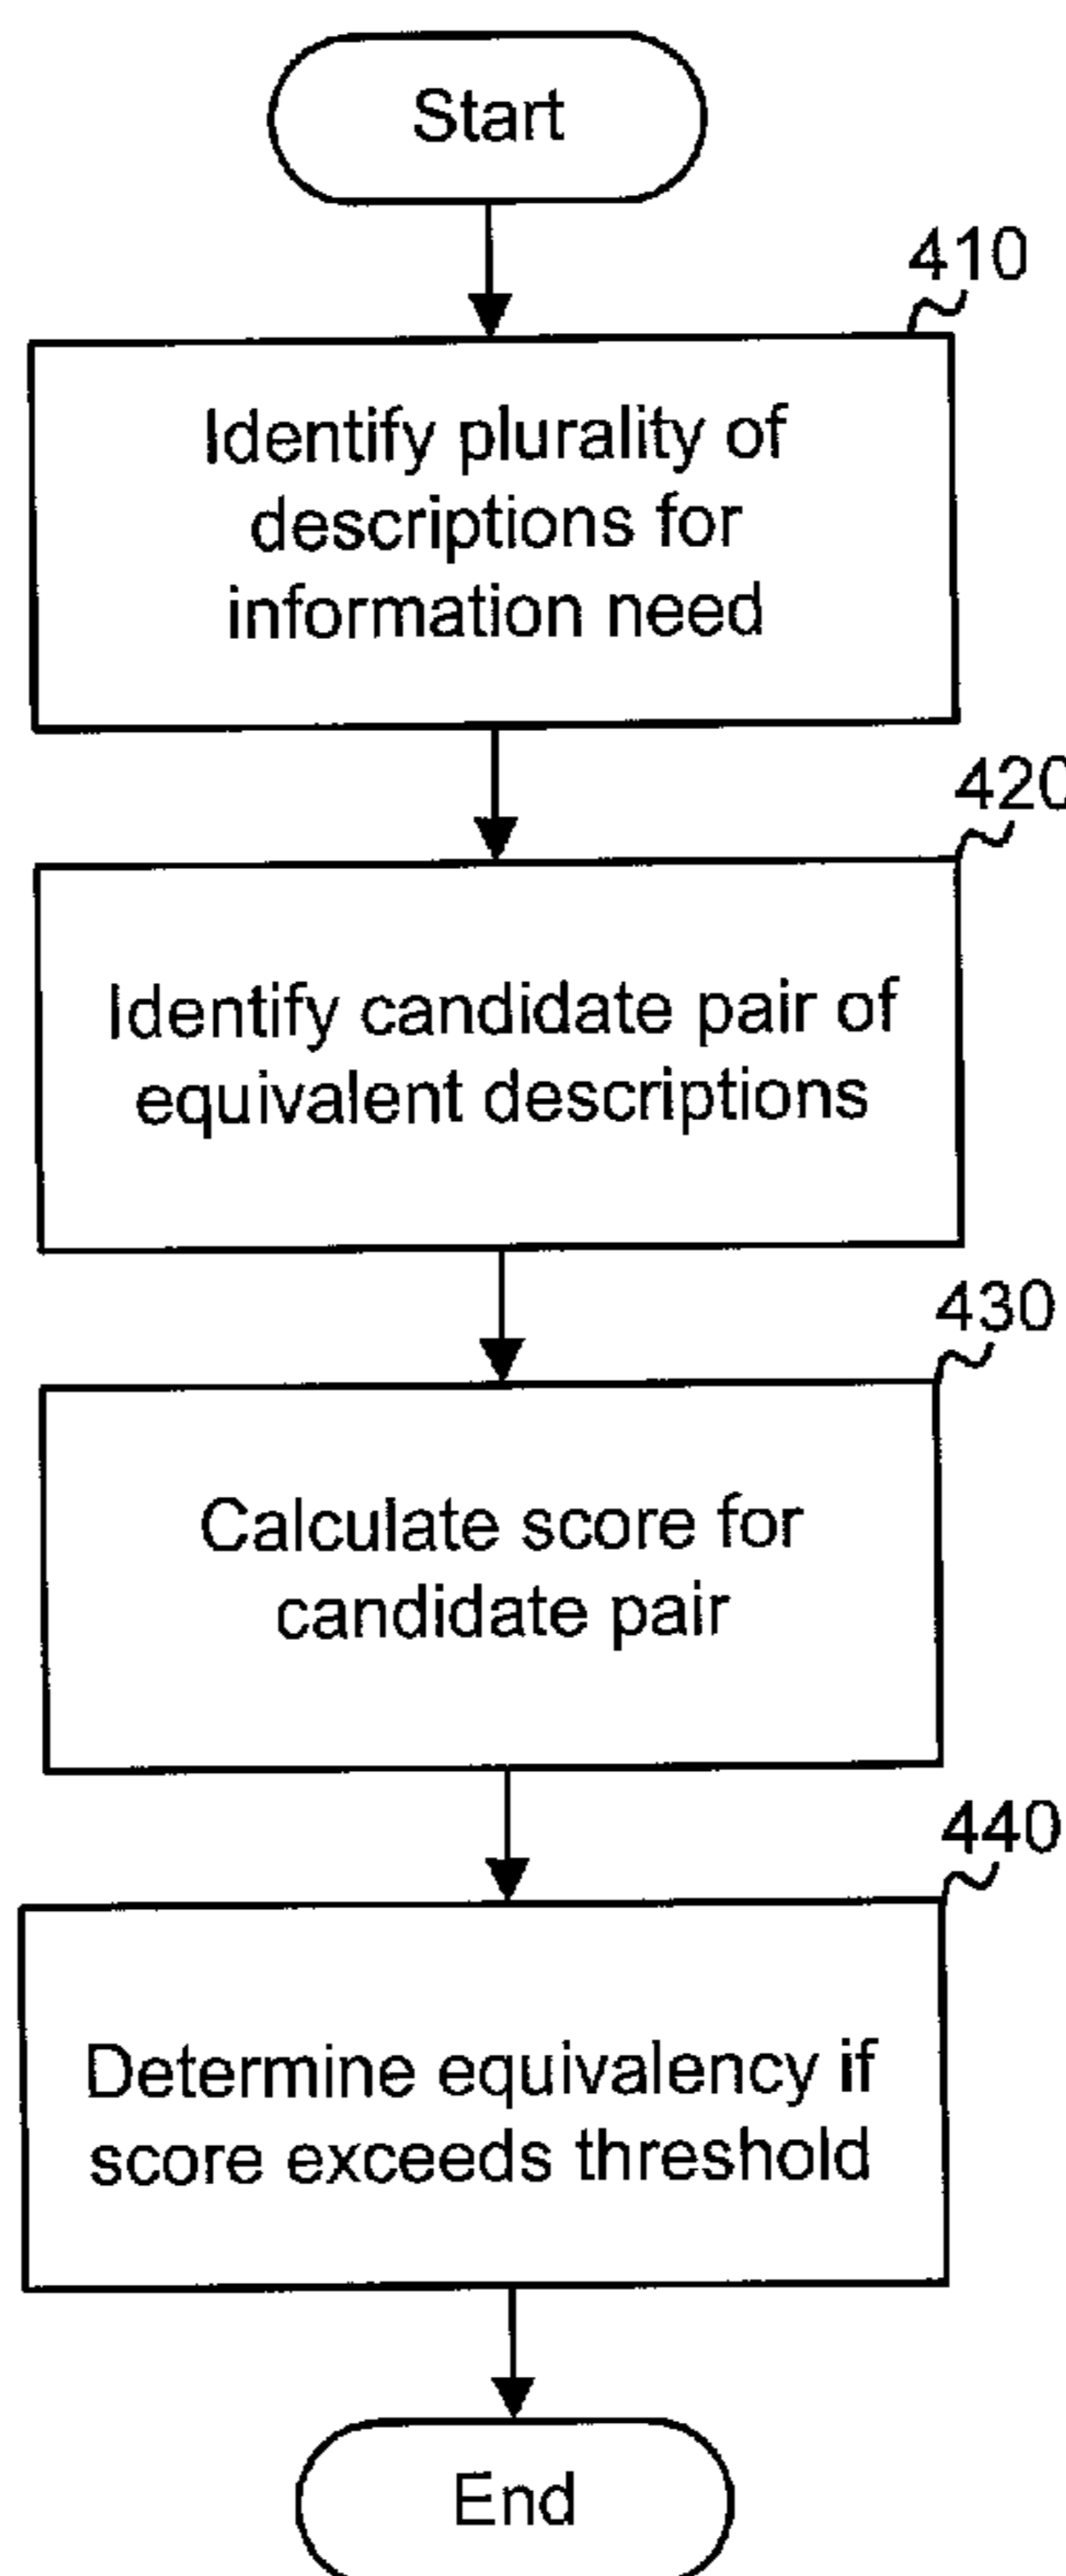 Start
410
Identify plurality of
descriptions for
information need
420
Identify candidate pair of
equivalent descriptions
430
Calculate score for
candidate pair
440
Determine equivalency if
score exceeds threshold
End